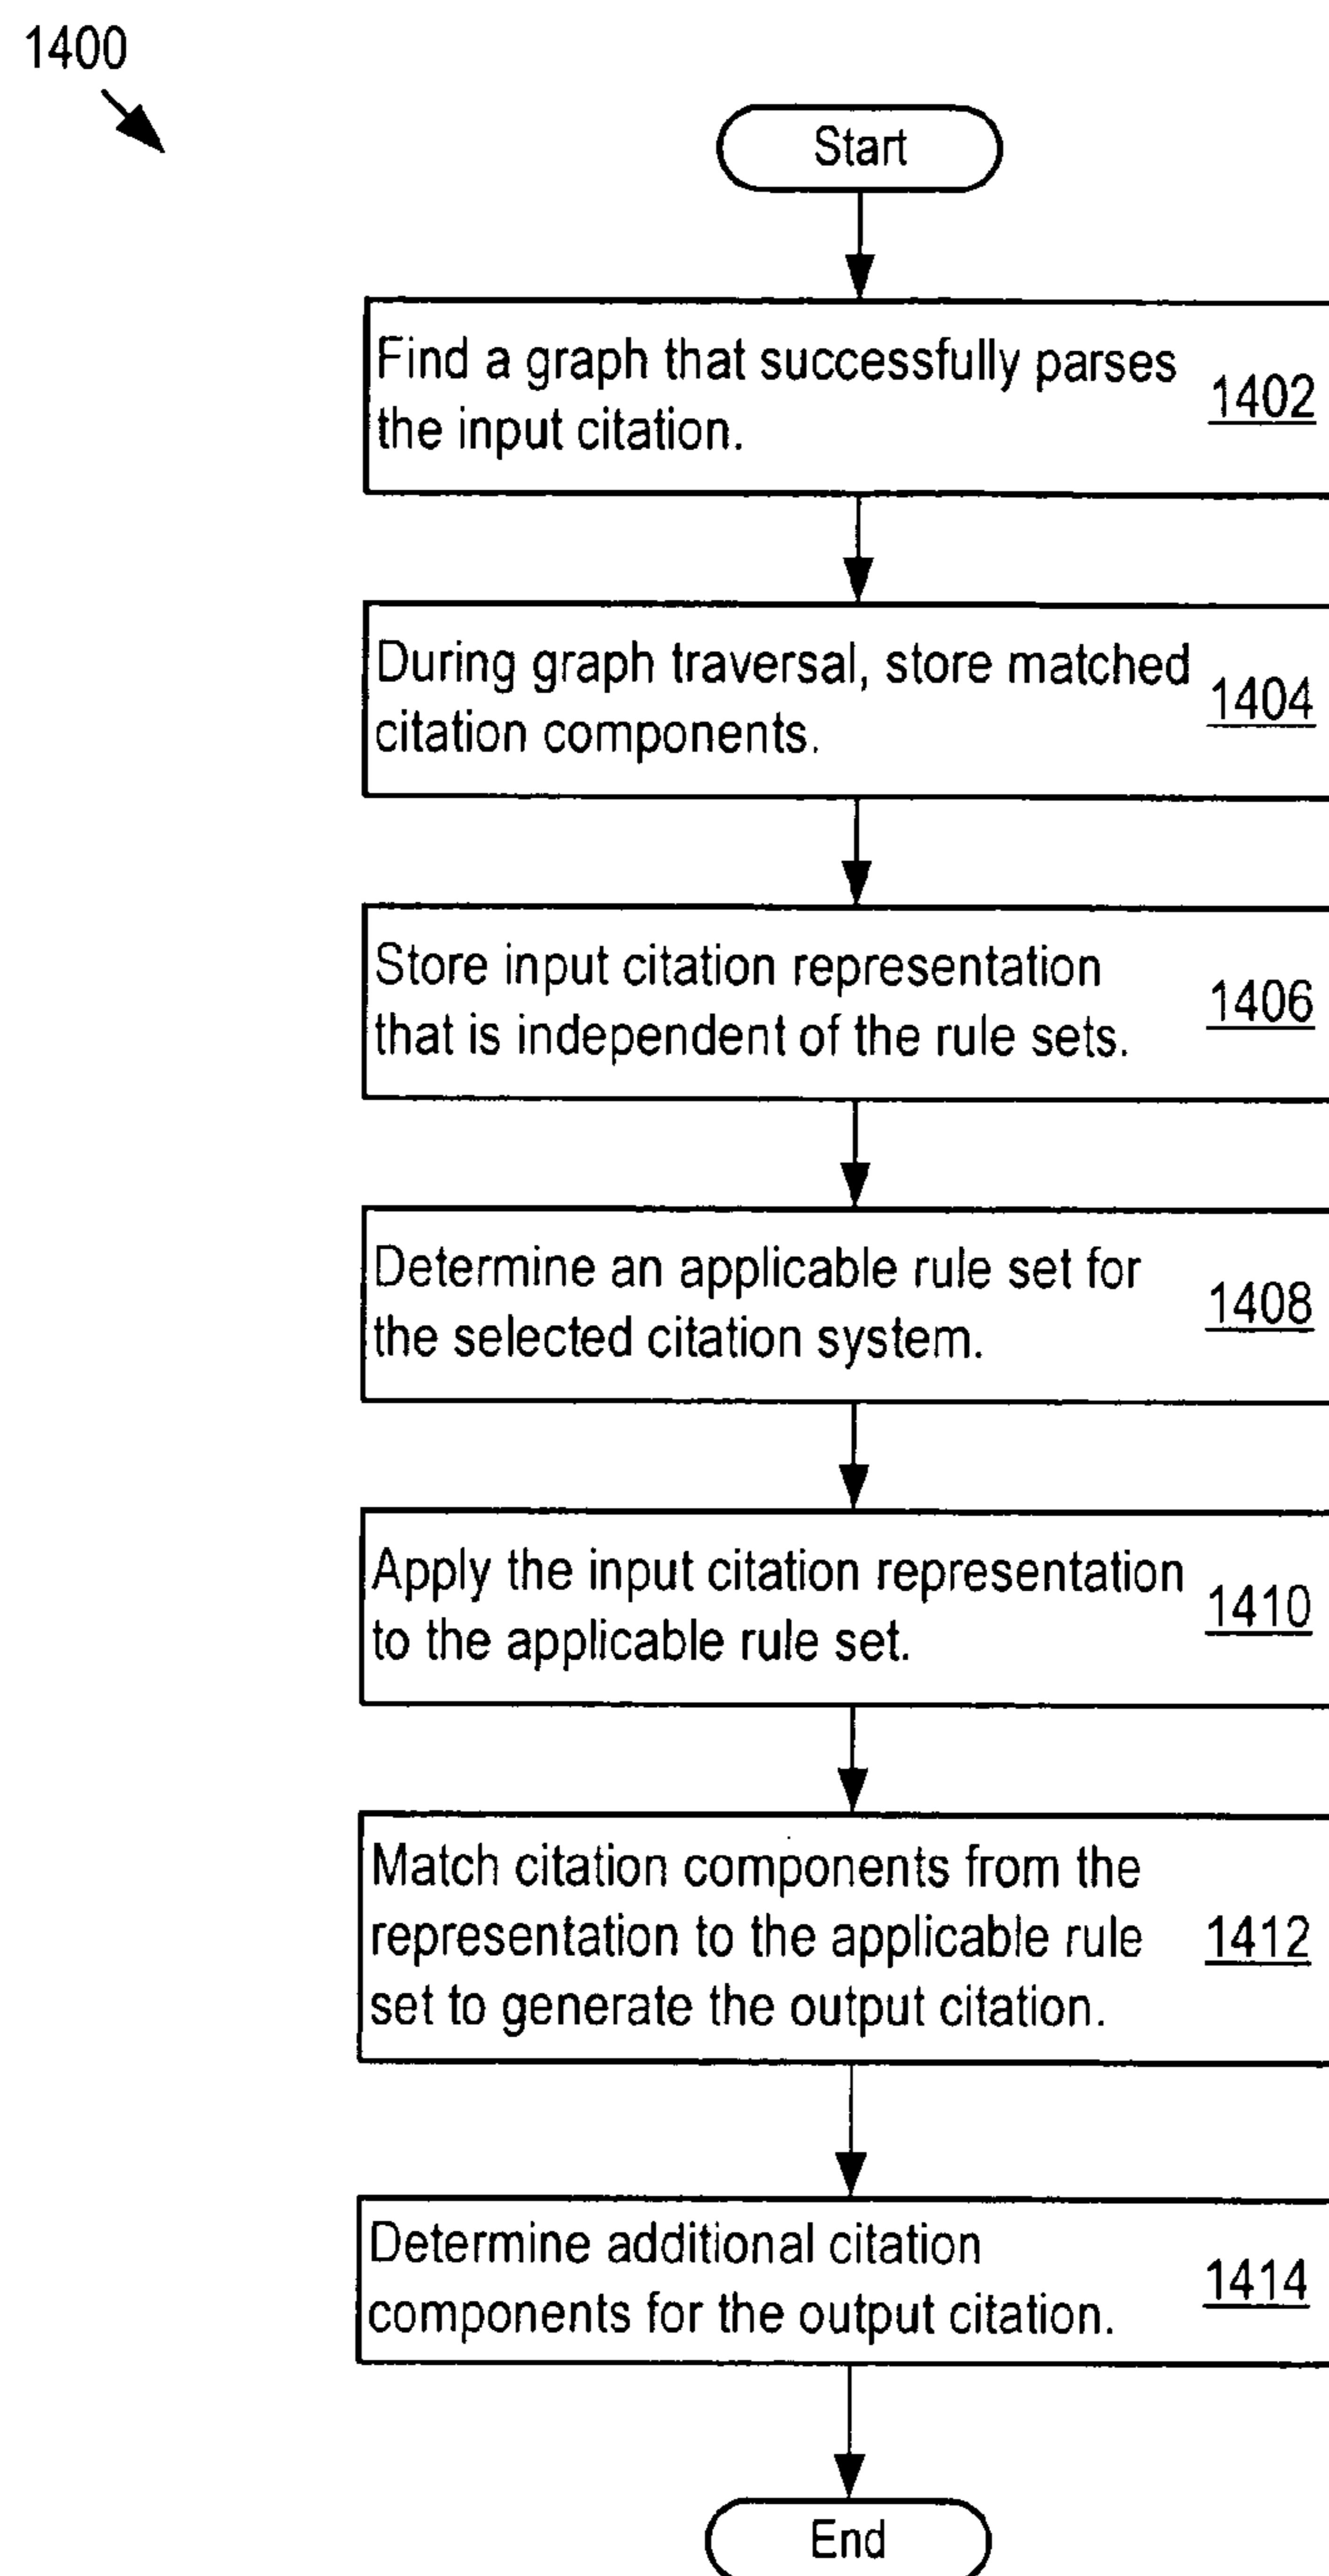 1400
Start
Find a graph that successfully parses
the input citation.
1402
During graph traversal, store matched
citation components.
1404
Store input citation representation
that is independent of the rule sets.
1406
Determine an applicable rule set for
the selected citation system.
1408
Apply the input citation representation
to the applicable rule set.
1410
Match citation components from the
representation to the applicable rule
set to generate the output citation.
1412
Determine additional citation
components for the output citation.
1414
End